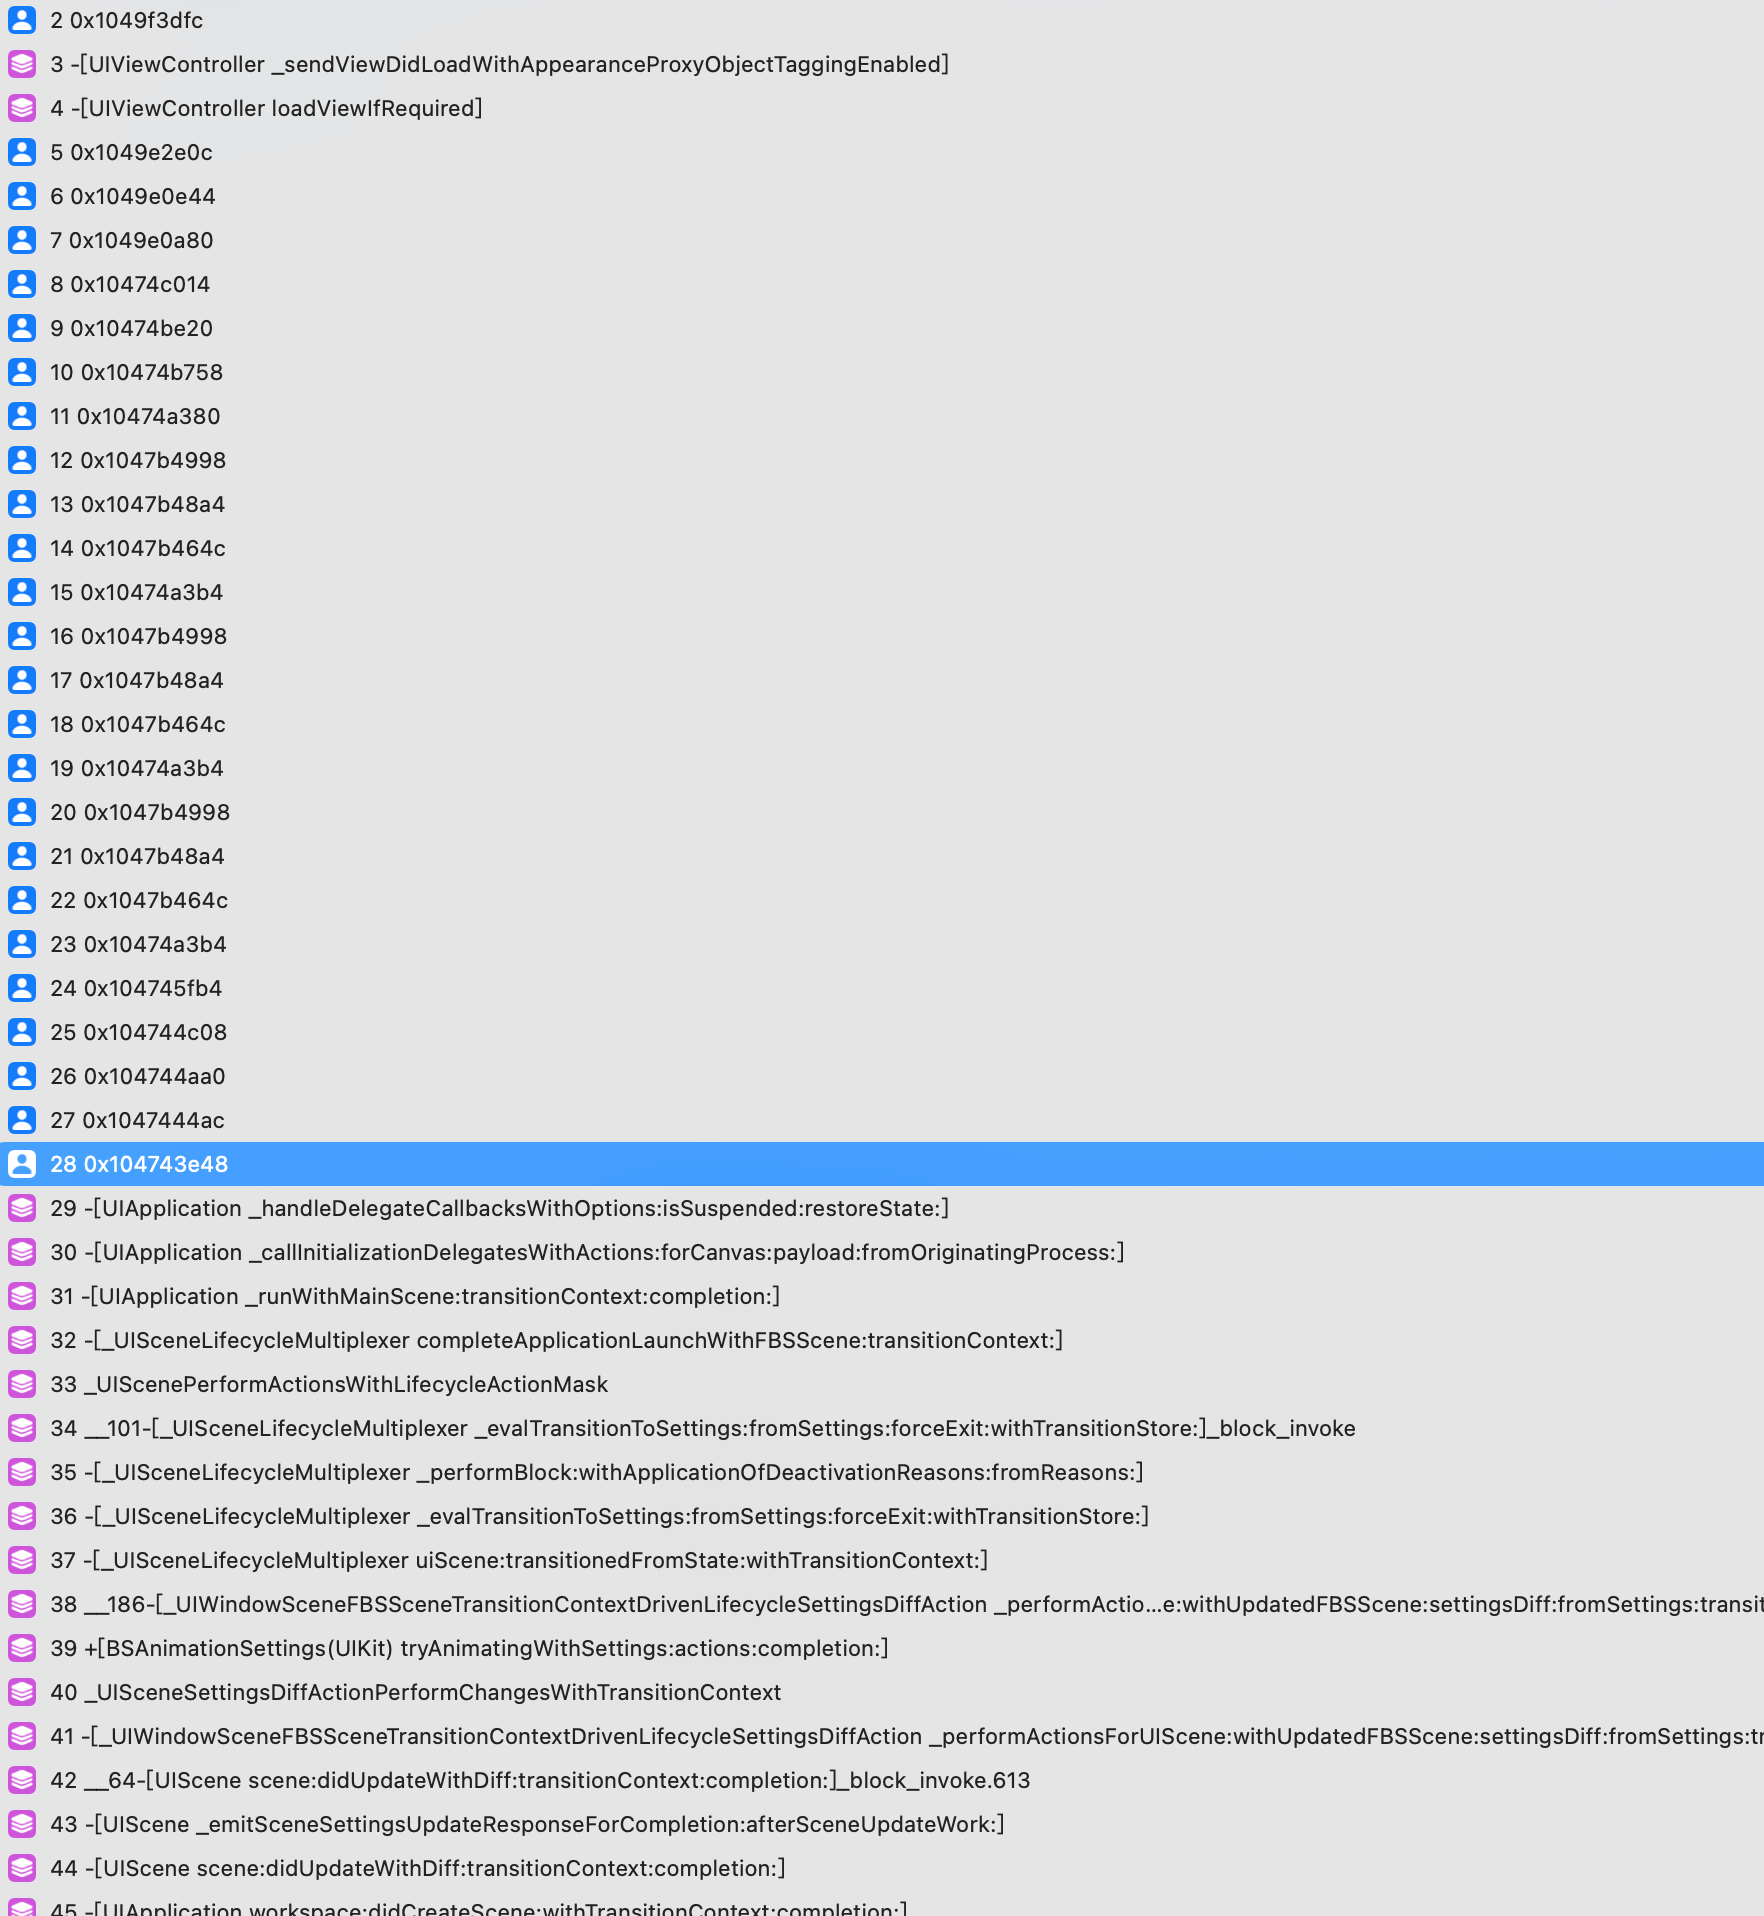 2 0x1049f3dfc
3 -[UIViewController _sendViewDidLoadWithAppearanceProxyObjectTaggingEnabled]
4 -[UIViewController loadViewIfRequired]
5 0x1049e2e0c
6 0x1049e0e44
7 0x1049e0a80
8 0x10474c014
9 0x10474be20
10 0x10474b758
11 0x10474a380
12 0x1047b4998
13 0x1047b48a4
14 0x1047b464c
15 0x10474a3b4
16 0x1047b4998
17 0x1047b48a4
18 0x1047b464c
19 0x10474a3b4
20 0x1047b4998
21 0x1047b48a4
22 0x1047b464c
23 0x10474a3b4
24 0x104745fb4
25 0x104744c08
26 0x104744aa0
27 0x1047444ac
28 0x104743e48
29 -[UIApplication _handleDelegateCallbacksWithOptions:isSuspended:restoreState:]
30 -[UIApplication _callInitializationDelegatesWithActions:forCanvas:payload:fromOriginatingProcess:]
31 -[UIApplication _runWithMainScene:transitionContext:completion:]
32 -[_UISceneLifecycleMultiplexer completeApplicationLaunchWithFBSScene:transitionContext:]
33 _UIScenePerformActionsWithLifecycleActionMask
34 __101-[_UISceneLifecycleMultiplexer _evalTransitionToSettings:fromSettings:forceExit:withTransitionStore:]_block_invoke
35 -[_UISceneLifecycleMultiplexer _performBlock:withApplicationOfDeactivationReasons:fromReasons:]
36 -[_UISceneLifecycleMultiplexer _evalTransitionToSettings:fromSettings:forceExit:withTransitionStore:]
37 -[_UISceneLifecycleMultiplexer uiScene:transitionedFromState:withTransitionContext:]
38 __186-[_UIWindowSceneFBSSceneTransitionContextDrivenLifecycleSettingsDiffAction _performActio...e:withUpdatedFBSScene:settingsDiff:fromSettings:transit
39 +[BSAnimationSettings(UIKit) tryAnimatingWithSettings:actions:completion:]
40 _UISceneSettingsDiffActionPerformChangesWithTransitionContext
41 -[_UIWindowSceneFBSSceneTransitionContextDrivenLifecycleSettingsDiffAction _performActionsForUIScene:withUpdatedFBSScene:settingsDiff:fromSettings:tr
42 __64-[UIScene scene:didUpdateWithDiff:transitionContext:completion:]_block_invoke.613
43 -[UIScene _emitSceneSettingsUpdateResponseForCompletion:afterSceneUpdateWork:]
44 -[UIScene scene:didUpdateWithDiff:transitionContext:completion:]
45 -[UIApplication workspace:didCreateScene:withTransitionContext:completion:]